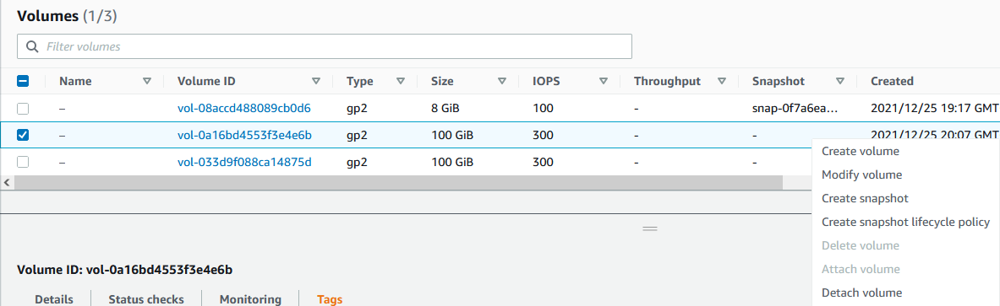 Volumes (1/3)
Filter volumes
Name Volume ID Type Size IOPS Throughput Snapshot Created
– vol-08accd488089cb0d6 gp2 8 GiB 100 - snap-0f7a6ea... 2021/12/25 19:17 GMT
– vol-0a16bd4553f3e4e6b gp2 100 GiB 300 - - 2021/12/25 20:07 GMT
– vol-033d9f088ca14875d gp2 100 GiB 300 - -
Create volume
Modify volume
Create snapshot
Create snapshot lifecycle policy
Delete volume
Attach volume
Detach volume
Volume ID: vol-0a16bd4553f3e4e6b
Details Status checks Monitoring Tags